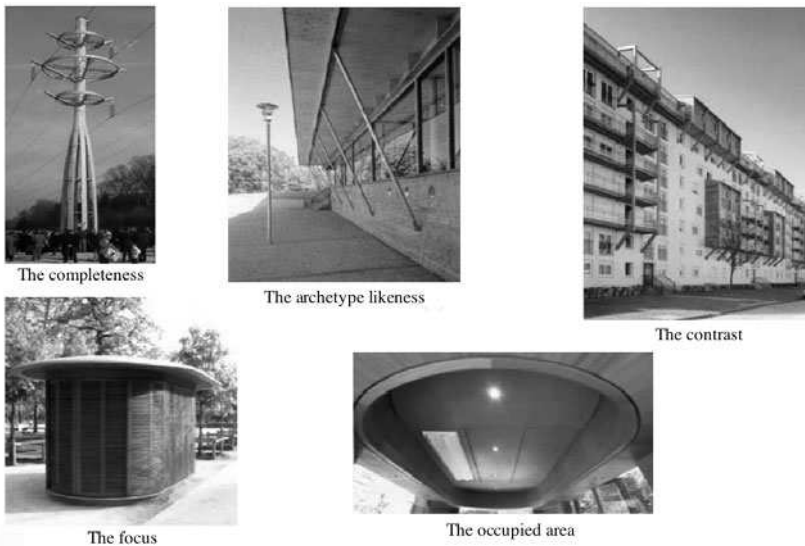 The completeness
The archetype likeness
The contrast
The focus
The occupied area